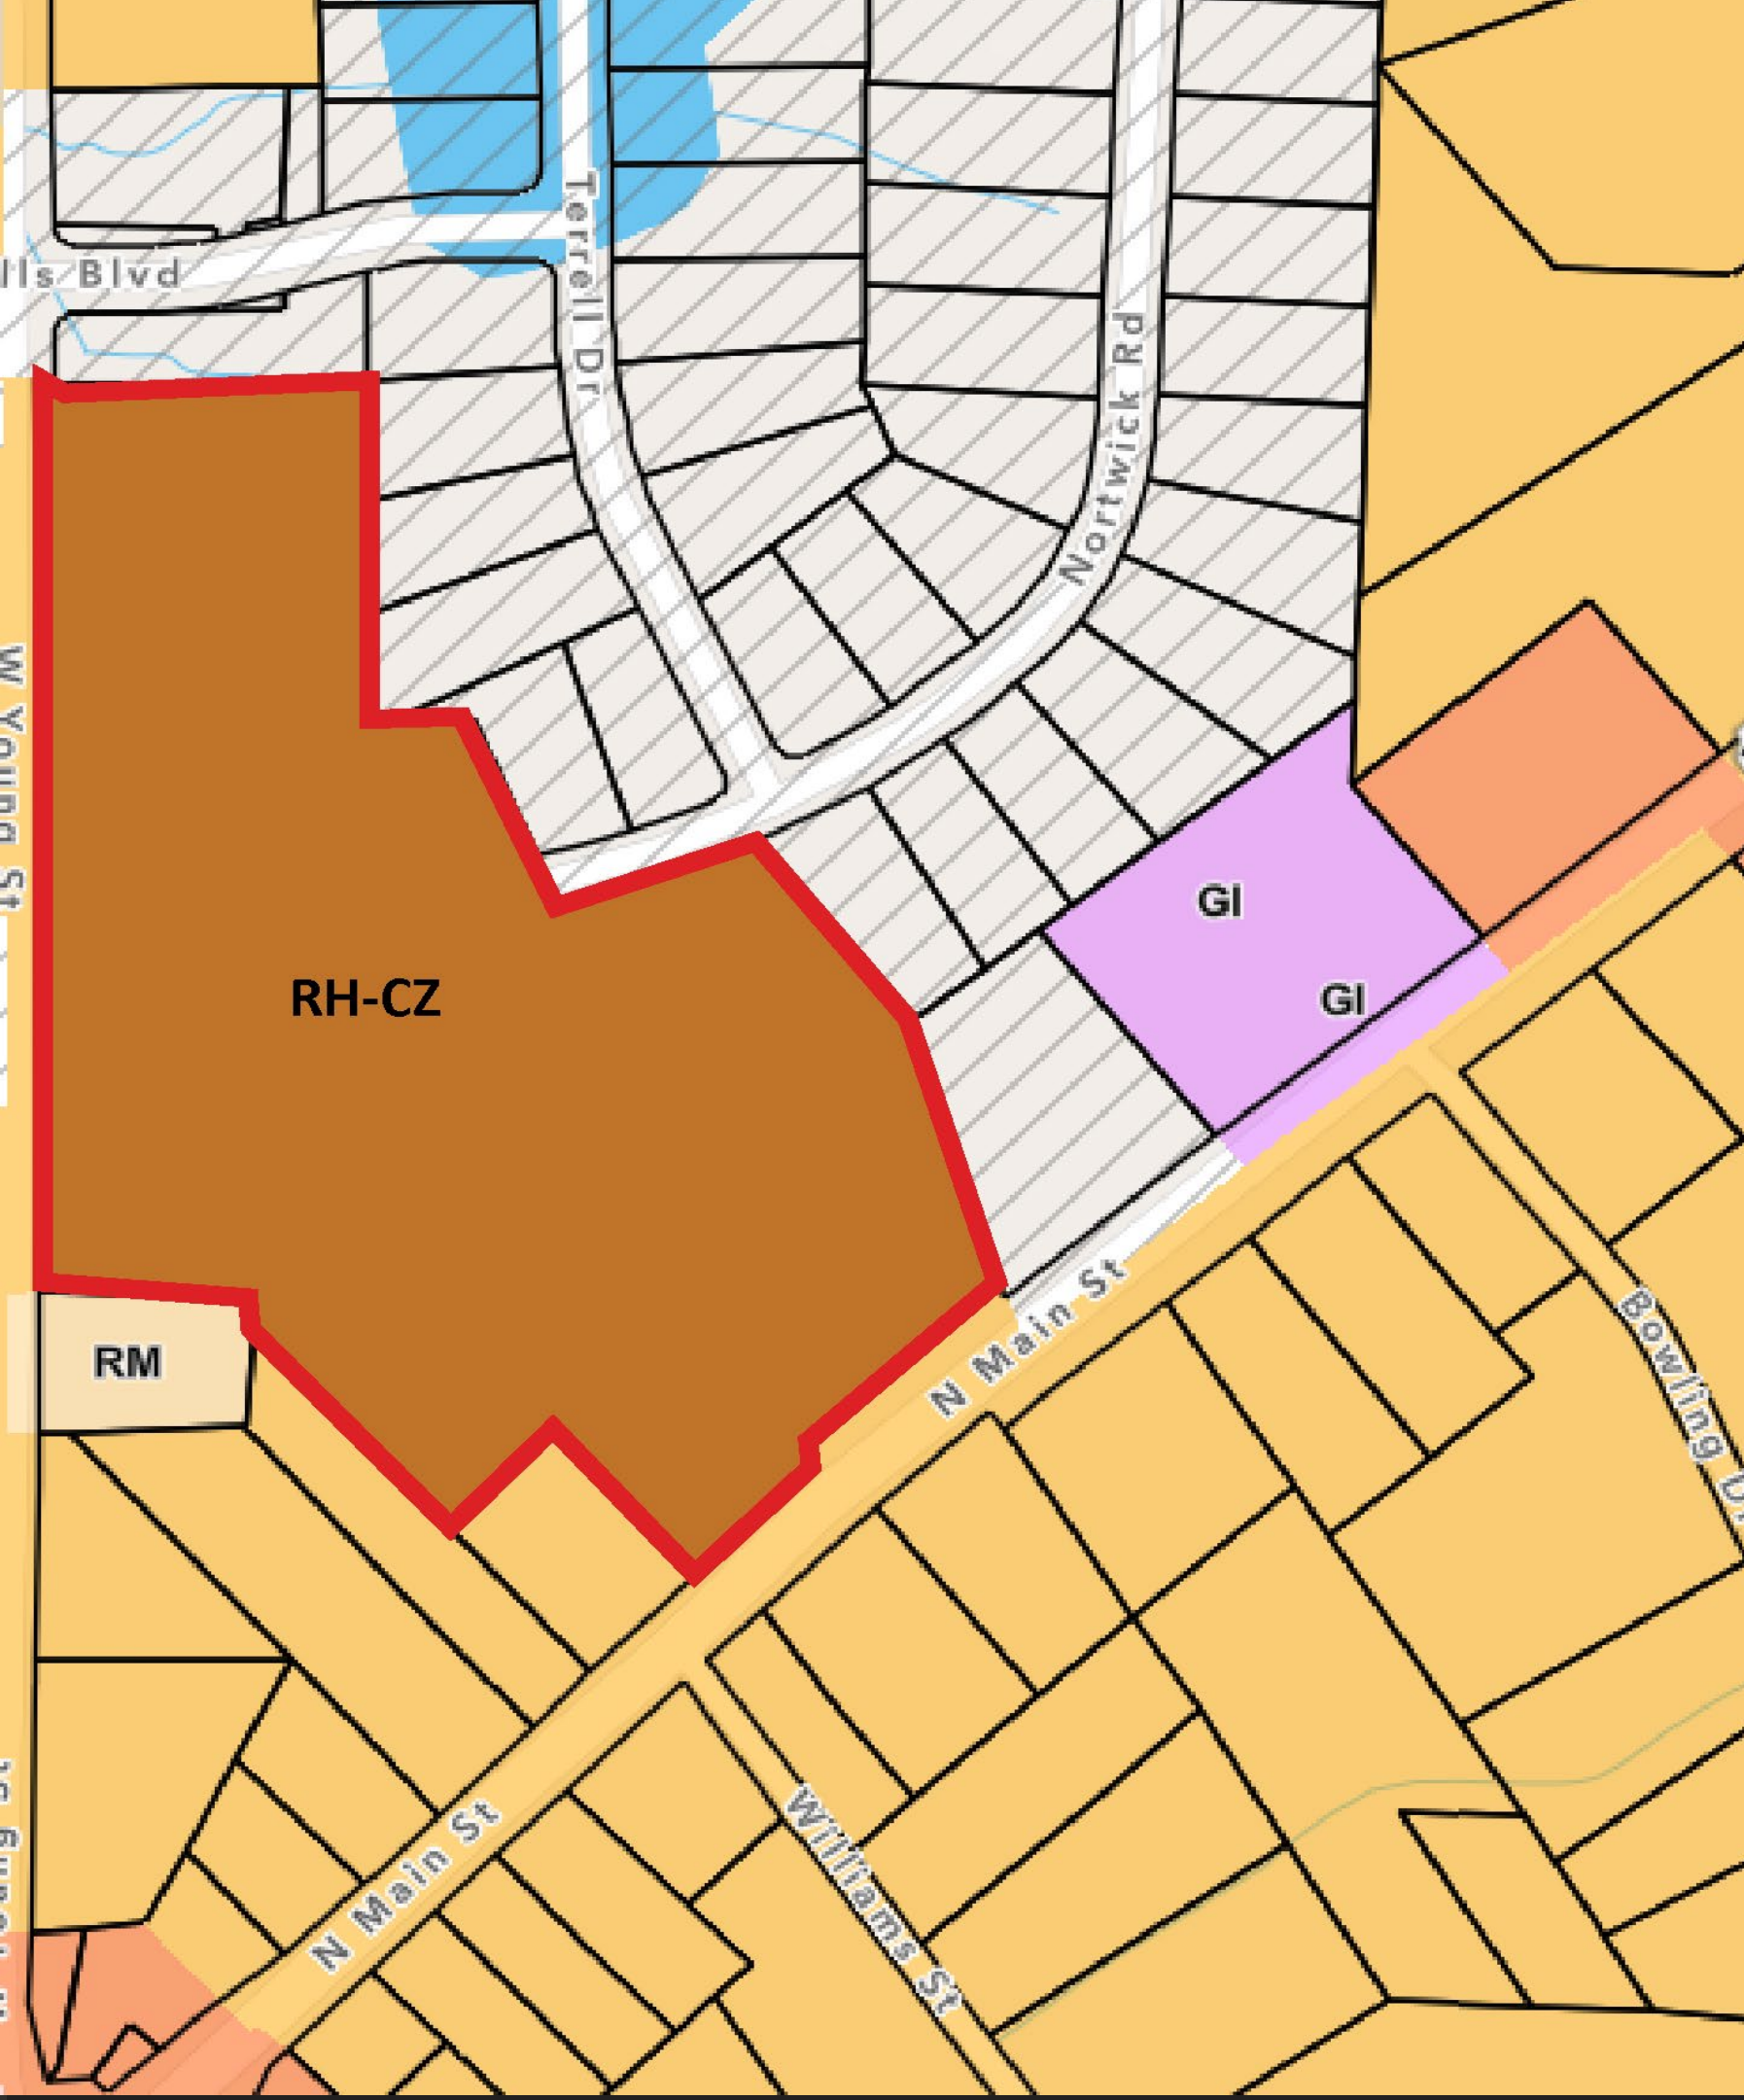 Terrell Dr
lls Blvd
Nortwick Rd
W Young St
GI
GI
RH-CZ
N Main St
RM
Bowling Dr
N Main St
Williams St